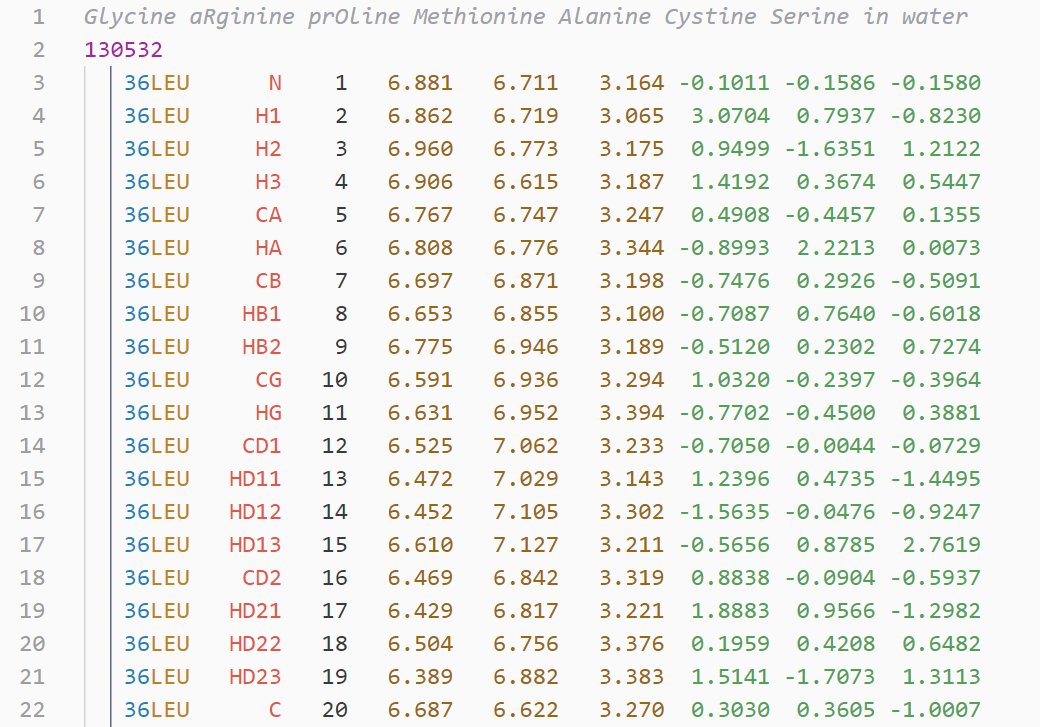 1 Glycine aRginine prOline Methionine Alanine Cystine Serine in water
2 130532
3 36LEU N 1 6.881 6.711 3.164 -0.1011 -0.1586 -0.1580
4 36LEU H1 2 6.862 6.719 3.065 3.0704 0.7937 -0.8230
5 36LEU H2 3 6.960 6.773 3.175 0.9499 -1.6351 1.2122
6 36LEU H3 4 6.906 6.615 3.187 1.4192 0.3674 0.5447
7 36LEU CA 5 6.767 6.747 3.247 0.4908 -0.4457 0.1355
8 36LEU HA 6 6.808 6.776 3.344 -0.8993 2.2213 0.0073
9 36LEU CB 7 6.697 6.871 3.198 -0.7476 0.2926 -0.5091
10 36LEU HB1 8 6.653 6.855 3.100 -0.7087 0.7640 -0.6018
11 36LEU HB2 9 6.775 6.946 3.189 -0.5120 0.2302 0.7274
12 36LEU CG 10 6.591 6.936 3.294 1.0320 -0.2397 -0.3964
13 36LEU HG 11 6.631 6.952 3.394 -0.7702 -0.4500 0.3881
14 36LEU CD1 12 6.525 7.062 3.233 -0.7050 -0.0044 -0.0729
15 36LEU HD11 13 6.472 7.029 3.143 1.2396 0.4735 -1.4495
16 36LEU HD12 14 6.452 7.105 3.302 -1.5635 -0.0476 -0.9247
17 36LEU HD13 15 6.610 7.127 3.211 -0.5656 0.8785 2.7619
18 36LEU CD2 16 6.469 6.842 3.319 0.8838 -0.0904 -0.5937
19 36LEU HD21 17 6.429 6.817 3.221 1.8883 0.9566 -1.2982
20 36LEU HD22 18 6.504 6.756 3.376 0.1959 0.4208 0.6482
21 36LEU HD23 19 6.389 6.882 3.383 1.5141 -1.7073 1.3113
22 36LEU C 20 6.687 6.622 3.270 0.3030 0.3605 -1.0007